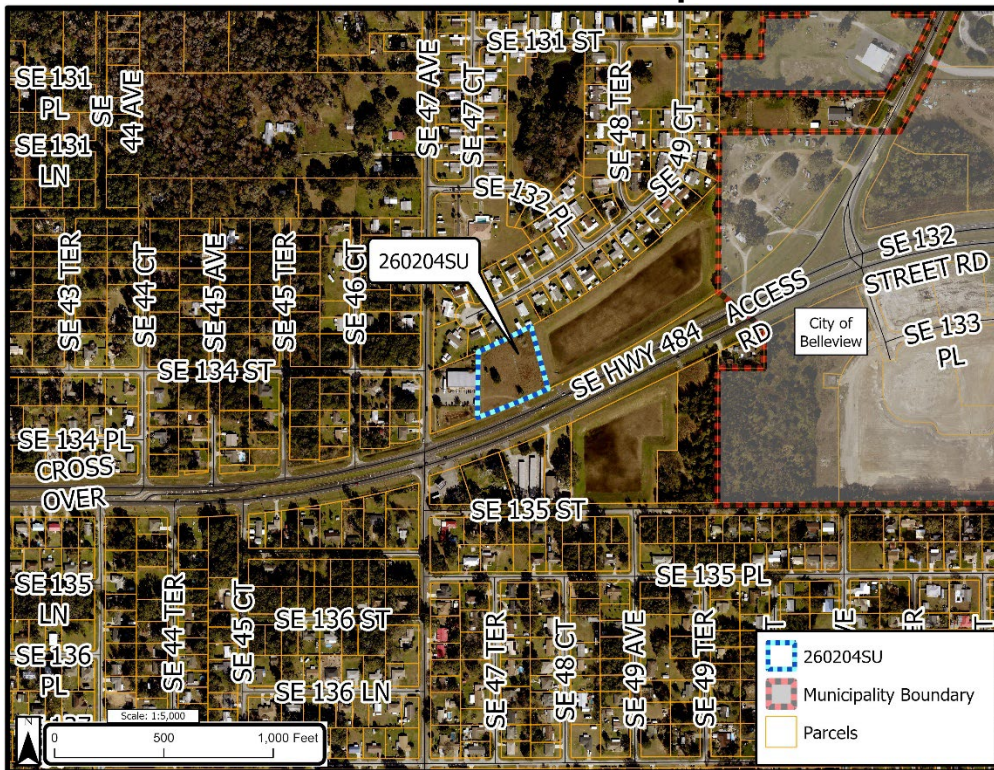 SE 131 ST
SE 131
PL
SE
44 AVE
SE 131
LN
SE 47 AVE
SE 47 CT
SE 48 TER
SE 49 CT
SE 132 PL
260204SU
SE 43 TER
SE 44 CT
SE 45 AVE
SE 45 TER
SE 46 CT
SE 132
STREET RD
SE HWY 484 ACCESS
RD
City of
Belleview
SE 133
PL
SE 134 ST
SE 134 PL
CROSS
OVER
SE 135 ST
SE 135
LN
SE 44 TER
SE 45 CT
SE 136 ST
SE 135 PL
SE 136
PL
SE 136 LN
SE 47 TER
SE 48 CT
SE 49 AVE
SE 49 TER
260204SU
Municipality Boundary
Parcels
N
Scale: 1:5,000
0 500 1,000 Feet